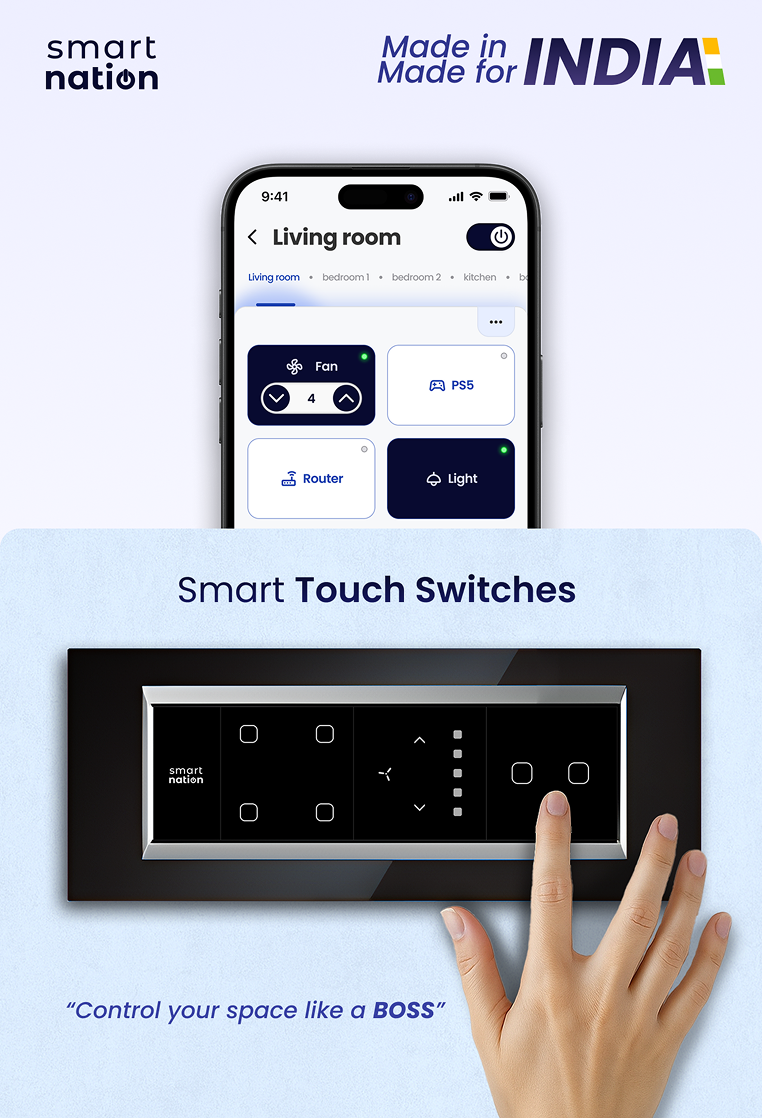 smart
nation
Made in
Made for INDIA
9:41
Living room
Living room • bedroom 1 • bedroom 2 • kitchen •
Fan
4
PS5
Router
Light
Smart Touch Switches
smart
nation
“Control your space like a BOSS”